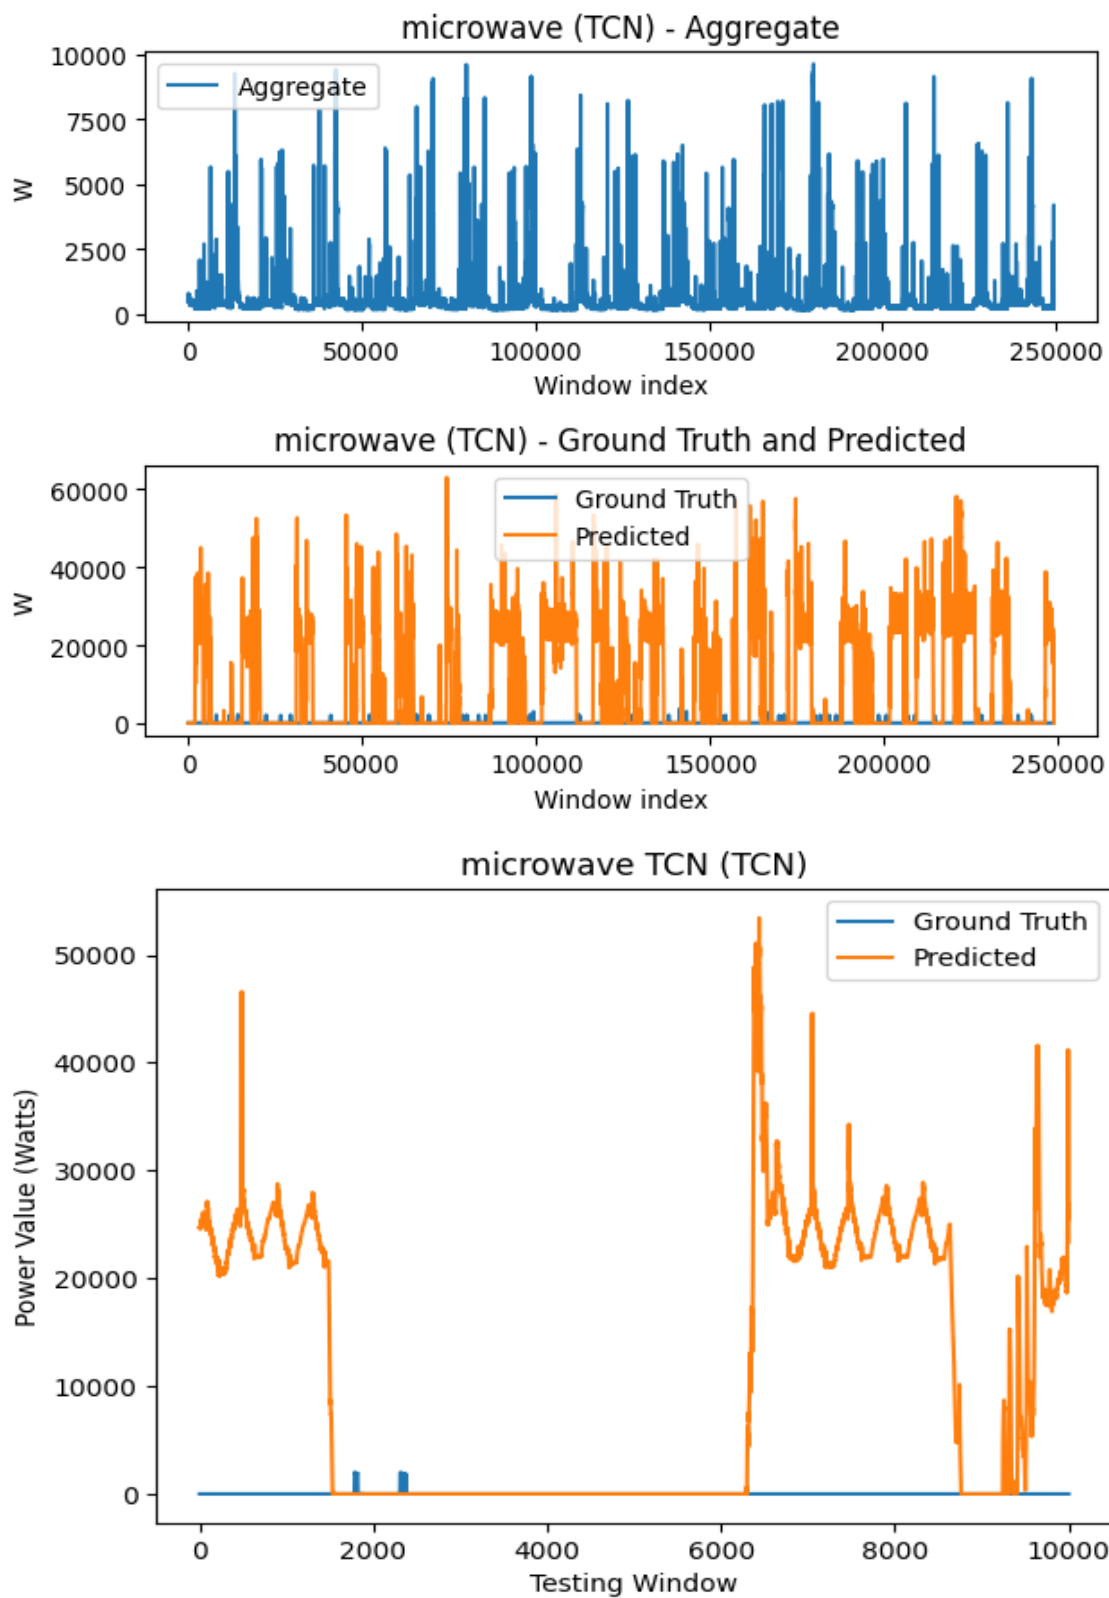 microwave (TCN) - Aggregate
10000
7500
5000
2500
0
W
Aggregate
0 50000 100000 150000 200000 250000
Window index
microwave (TCN) - Ground Truth and Predicted
60000
40000
20000
0
W
Ground Truth
Predicted
0 50000 100000 150000 200000 250000
Window index
microwave TCN (TCN)
50000
40000
30000
20000
10000
0
Power Value (Watts)
Ground Truth
Predicted
0 2000 4000 6000 8000 10000
Testing Window